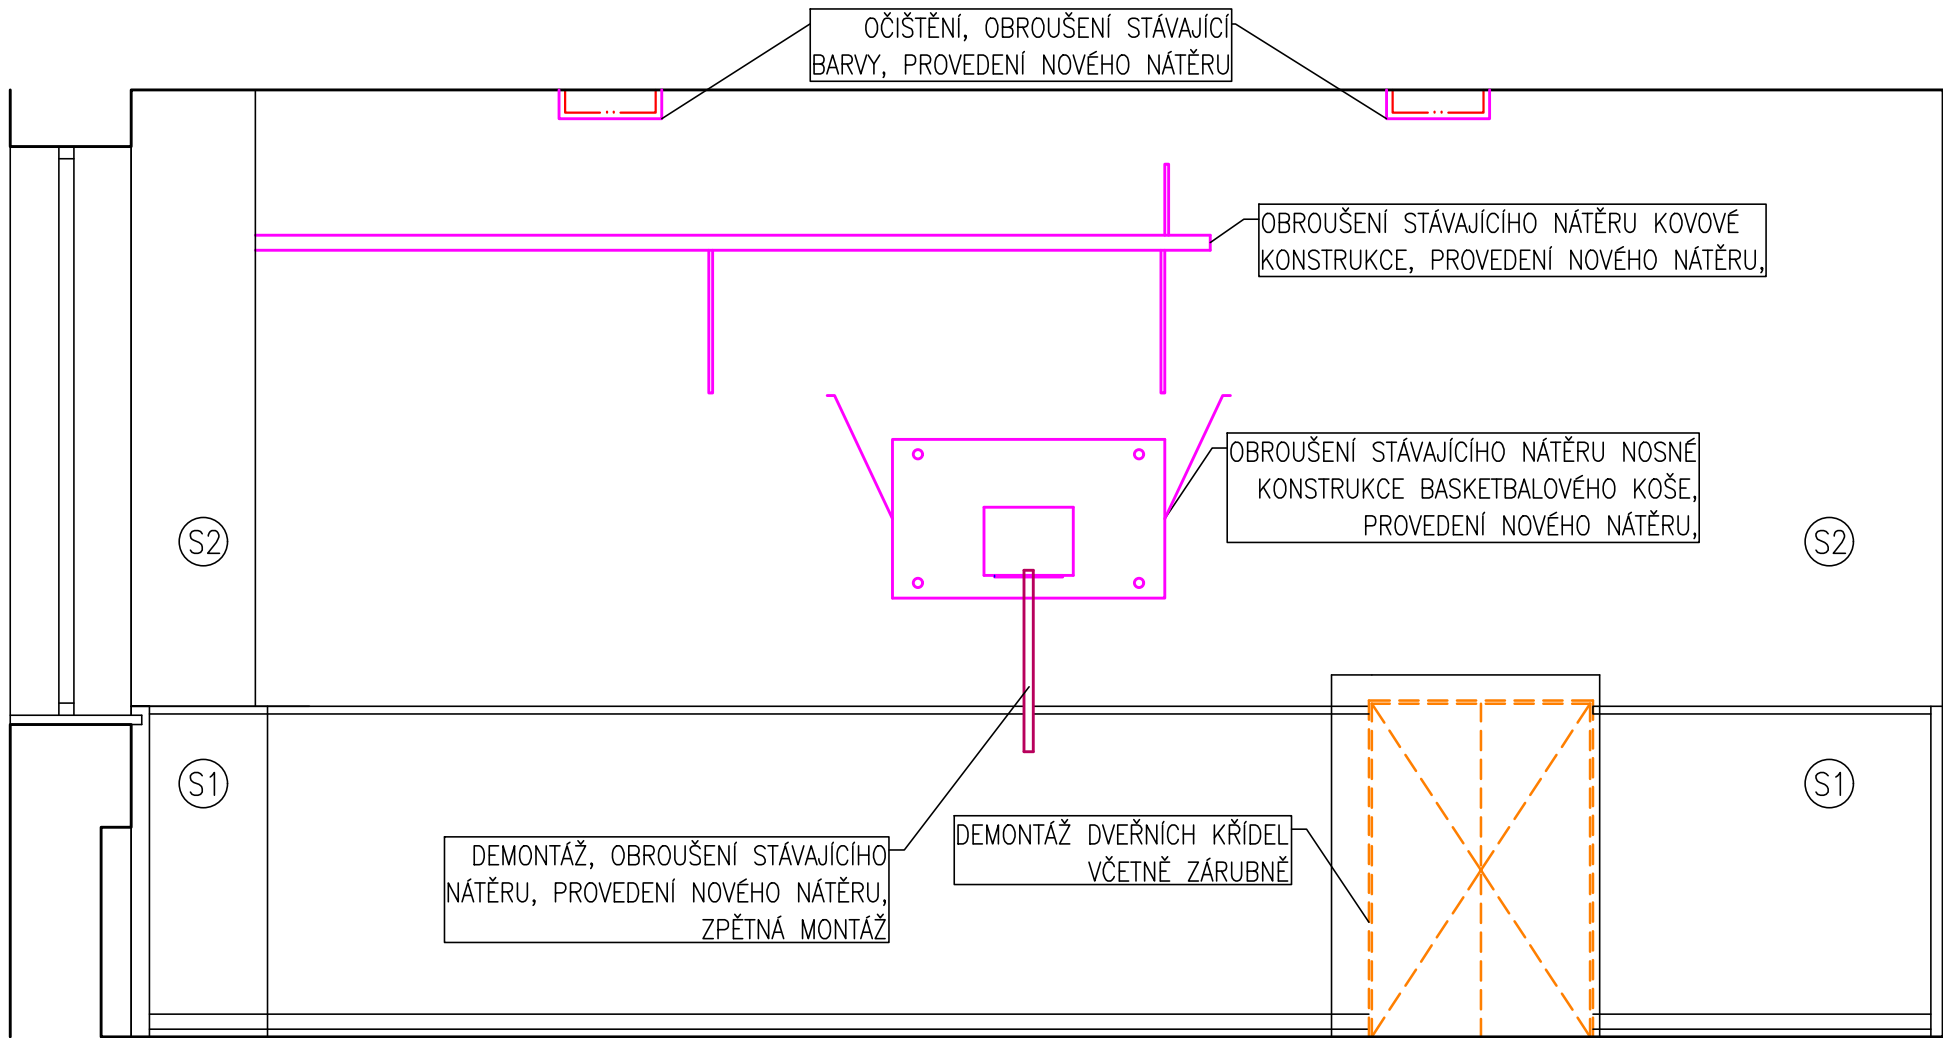 OČIŠTĚNÍ, OBROUŠENÍ STÁVAJÍCÍ
BARVY, PROVEDENÍ NOVÉHO NÁTĚRU
OBROUŠENÍ STÁVAJÍCÍHO NÁTĚRU KOVOVÉ
KONSTRUKCE, PROVEDENÍ NOVÉHO NÁTĚRU,
OBROUŠENÍ STÁVAJÍCÍHO NÁTĚRU NOSNÉ
KONSTRUKCE BASKETBALOVÉHO KOŠE,
PROVEDENÍ NOVÉHO NÁTĚRU,
S2
S2
S1
S1
DEMONTÁŽ, OBROUŠENÍ STÁVAJÍCÍHO
NÁTĚRU, PROVEDENÍ NOVÉHO NÁTĚRU,
ZPĚTNÁ MONTÁŽ
DEMONTÁŽ DVEŘNÍCH KŘÍDEL
VČETNĚ ZÁRUBNĚ